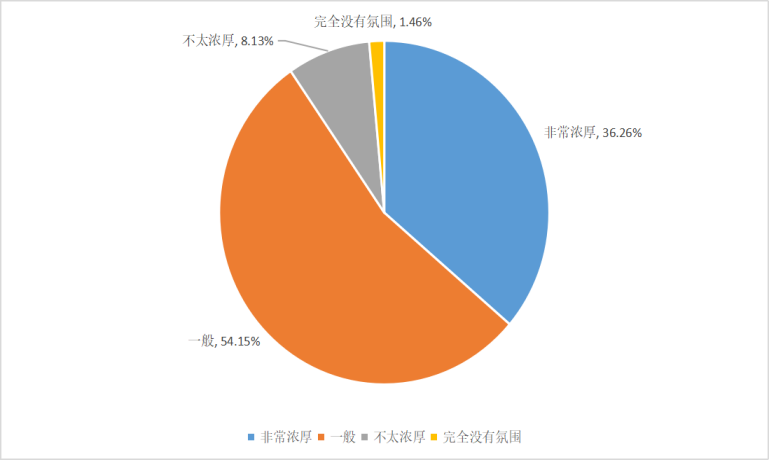 完全没有氛围, 1.46%
不太浓厚, 8.13%
非常浓厚, 36.26%
一般, 54.15%
非常浓厚 一般 不太浓厚 完全没有氛围